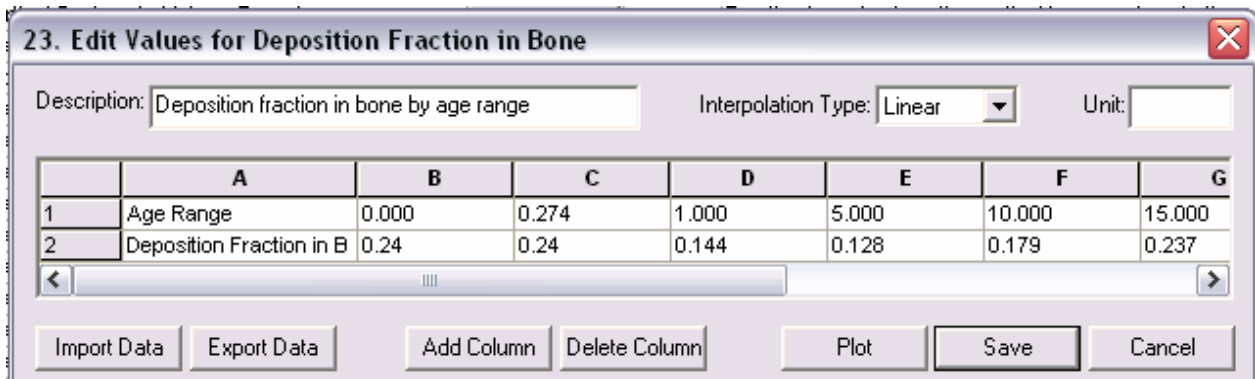 23. Edit Values for Deposition Fraction in Bone
Description: Deposition fraction in bone by age range Interpolation Type: Linear Unit:
A B C D E F G
1 Age Range 0.000 0.274 1.000 5.000 10.000 15.000
2 Deposition Fraction in B 0.24 0.24 0.144 0.128 0.179 0.237
Import Data Export Data Add Column Delete Column Plot Save Cancel